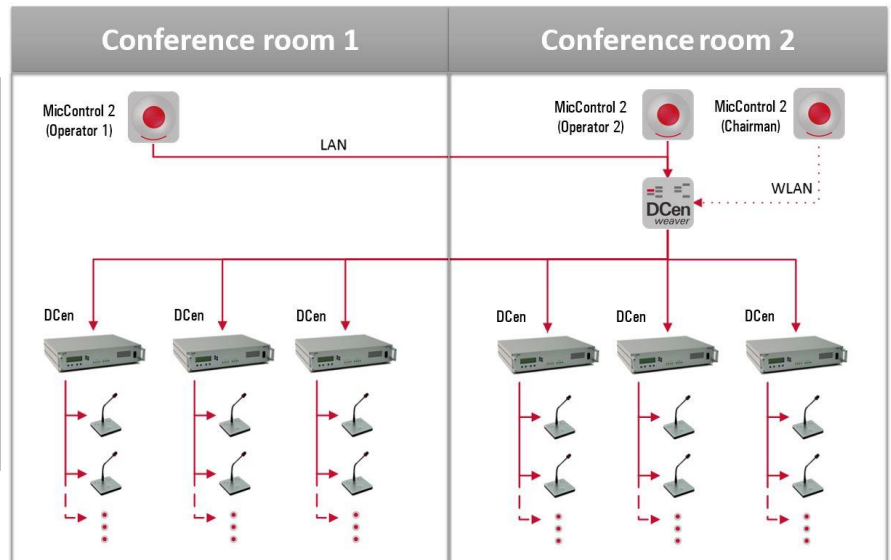 Conference room 1
Conference room 2
MicControl 2
(Operator 1)
MicControl 2
(Operator 2)
MicControl 2
(Chairman)
LAN
WLAN
DCen
weaver
DCen
DCen
DCen
DCen
DCen
DCen